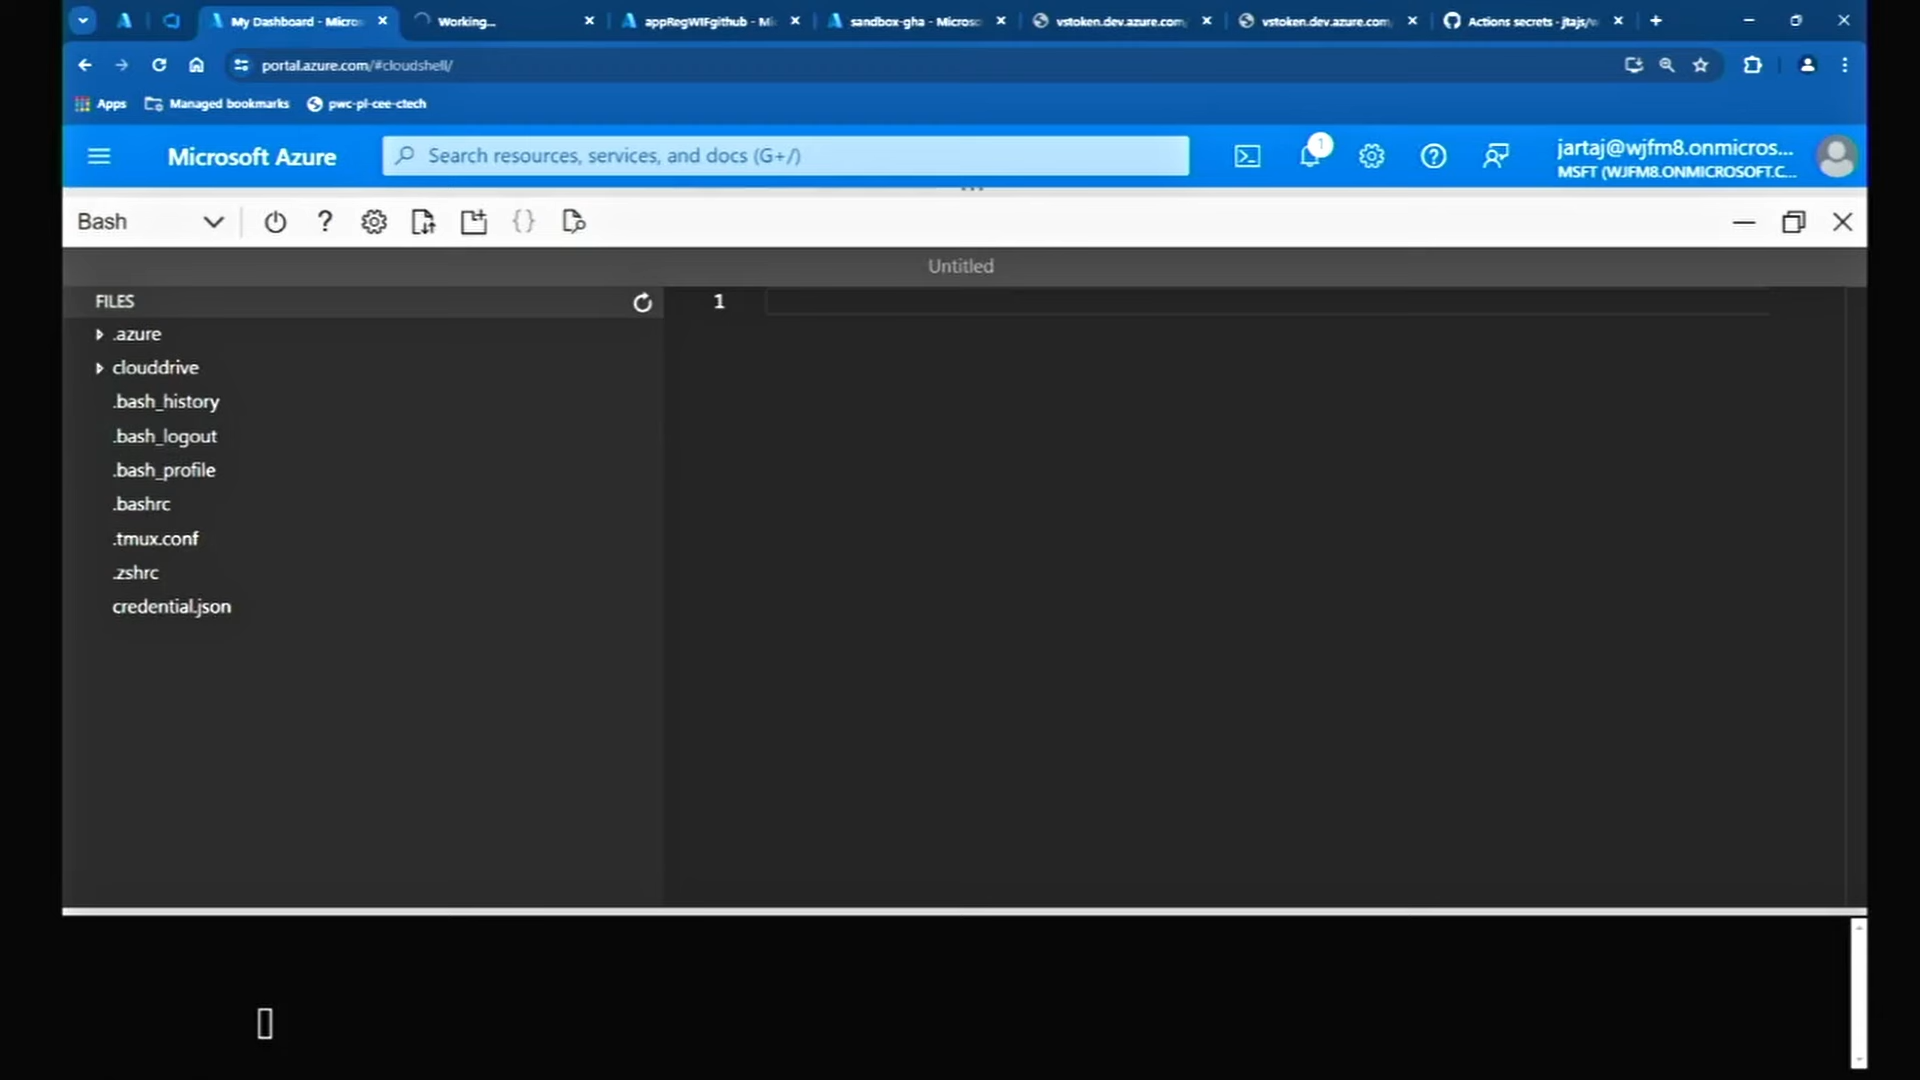 My Dashboard - Micros
Working...
appRegWIFgithub - Mi
sandbox-gha - Microsc
vstoken.dev.azure.com
vstoken.dev.azure.com
Actions secrets · jtajs/
portal.azure.com/#cloudshell/
Apps
Managed bookmarks
pwc-pl-cee-ctech
Microsoft Azure
Search resources, services, and docs (G+/)
1
jartaj@wjfm8.onmicros...
MSFT (WJFM8.ONMICROSOFT.C...
Bash
Untitled
FILES
1
.azure
clouddrive
.bash_history
.bash_logout
.bash_profile
.bashrc
.tmux.conf
.zshrc
credential.json